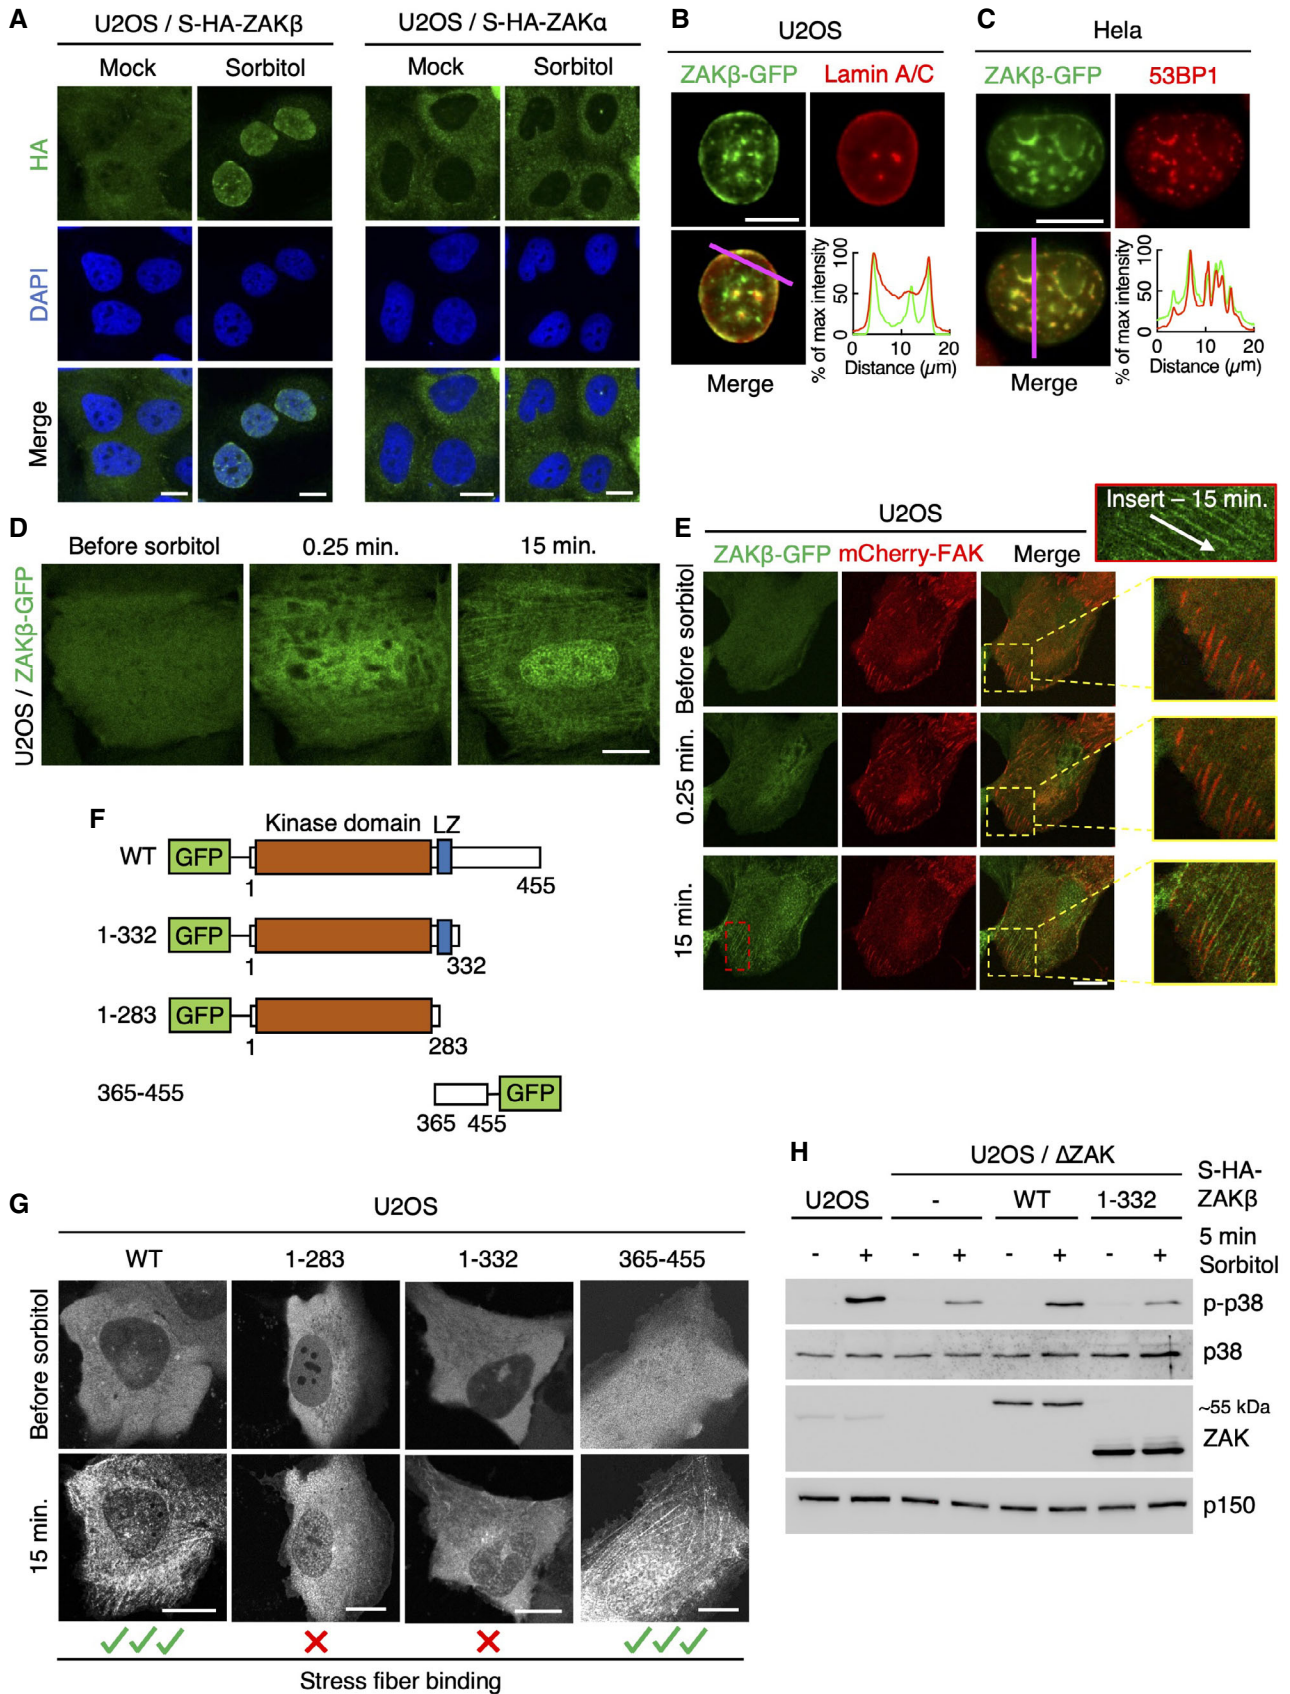 A
U2OS / S-HA-ZAKβ
U2OS / S-HA-ZAKα
Mock
Sorbitol
Mock
Sorbitol
HA
DAPI
Merge
B
U2OS
ZAKβ-GFP
Lamin A/C
Merge
% of max intensity
100
50
0
0
10
20
Distance (µm)
C
Hela
ZAKβ-GFP
53BP1
Merge
% of max intensity
100
50
0
0
10
20
Distance (µm)
D
Before sorbitol
0.25 min.
15 min.
U2OS / ZAKβ-GFP
E
U2OS
Insert – 15 min.
ZAKβ-GFP
mCherry-FAK
Merge
Before sorbitol
0.25 min.
15 min.
F
Kinase domain
LZ
WT
GFP
1
455
1-332
GFP
1
332
1-283
GFP
1
283
365-455
GFP
365
455
G
U2OS
WT
1-283
1-332
365-455
Before sorbitol
15 min.
Stress fiber binding
H
U2OS / ΔZAK
S-HA-
ZAKβ
U2OS
-
WT
1-332
5 min
Sorbitol
- + - + - + - +
p-p38
p38
~55 kDa
ZAK
p150